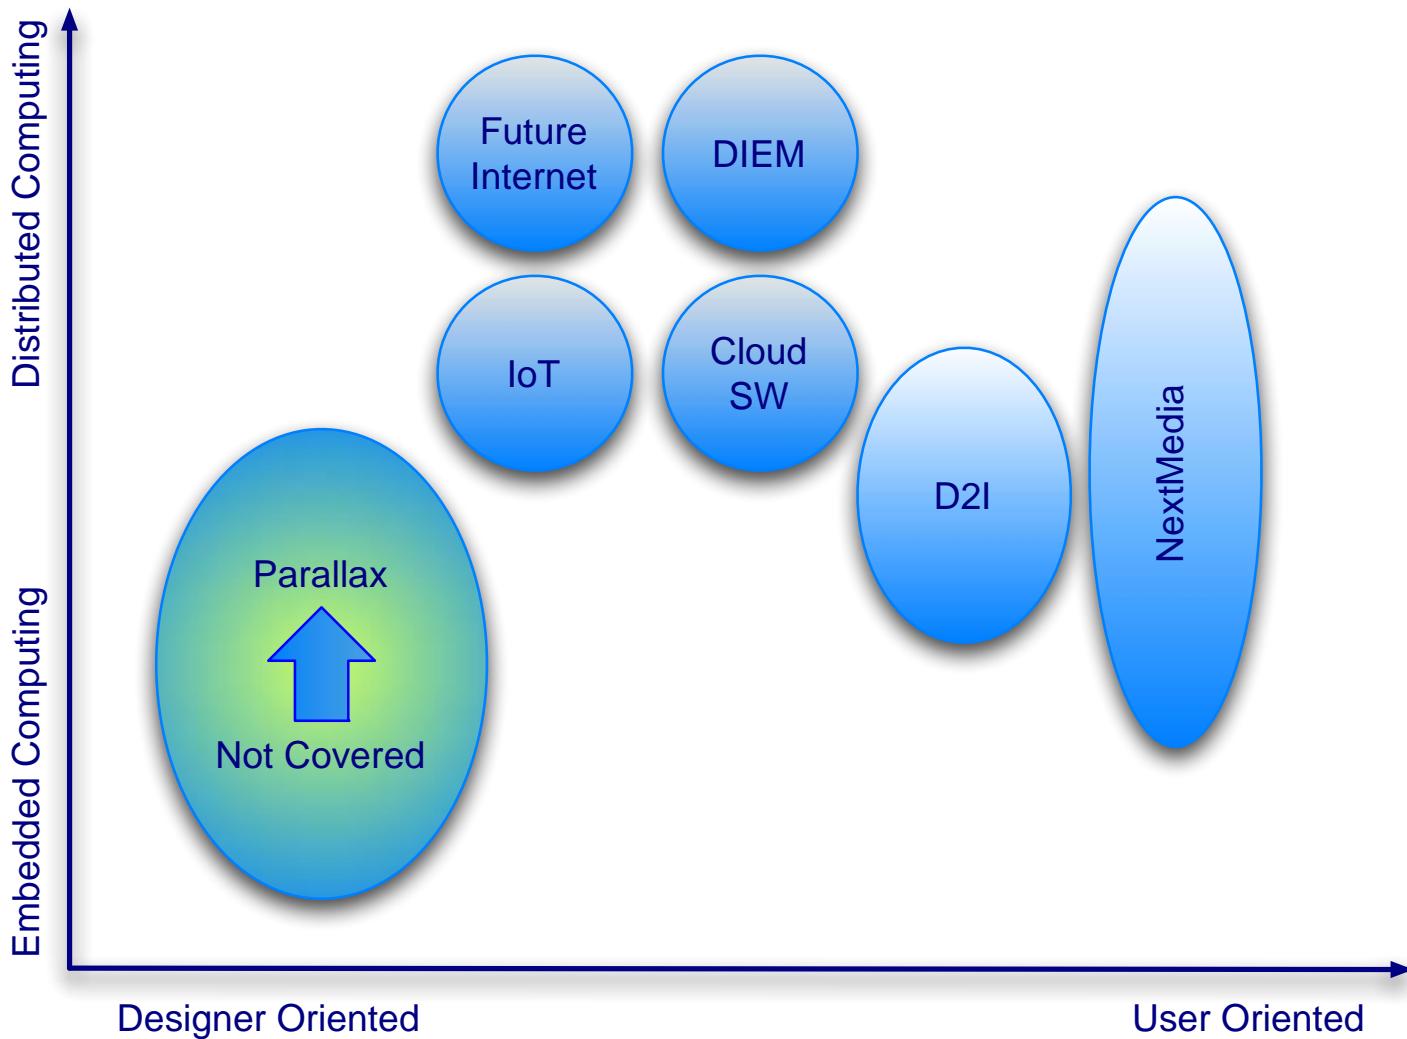 Distributed Computing
Embedded Computing
Future
Internet
DIEM
IoT
Cloud
SW
D2I
NextMedia
Parallax
Not Covered
Designer Oriented
User Oriented